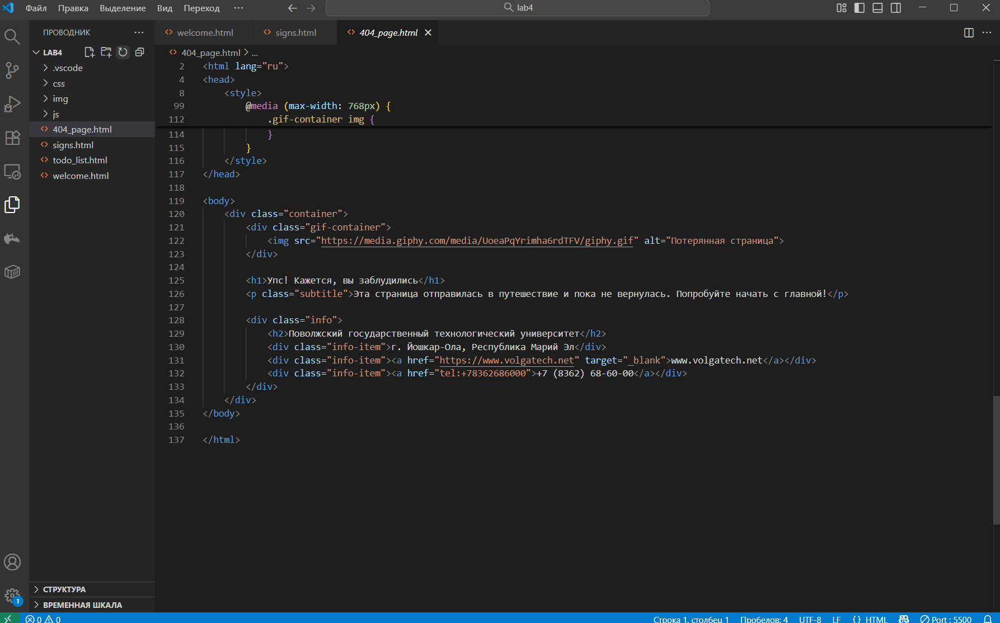 Файл Правка Выделение Вид Переход ··· lab4
ПРОВОДНИК ···
LAB4
.vscode
css
img
js
404_page.html
signs.html
todo_list.html
welcome.html
СТРУКТУРА
ВРЕМЕННАЯ ШКАЛА
welcome.html signs.html 404_page.html
404_page.html > ...
2 <html lang="ru">
4 <head>
8 <style>
99 @media (max-width: 768px) {
112 .gif-container img {
114 }
115 }
116 </style>
117 </head>
118
119 <body>
120 <div class="container">
121 <div class="gif-container">
122 <img src="https://media.giphy.com/media/UoeaPqYrimha6rdTFV/giphy.gif" alt="Потерянная страница">
123 </div>
124
125 <h1>Упс! Кажется, вы заблудились</h1>
126 <p class="subtitle">Эта страница отправилась в путешествие и пока не вернулась. Попробуйте начать с главной!</p>
127
128 <div class="info">
129 <h2>Поволжский государственный технологический университет</h2>
130 <div class="info-item">г. Йошкар-Ола, Республика Марий Эл</div>
131 <div class="info-item"><a href="https://www.volgatech.net" target="_blank">www.volgatech.net</a></div>
132 <div class="info-item"><a href="tel:+78362686000">+7 (8362) 68-60-00</a></div>
133 </div>
134 </div>
135 </body>
136
137 </html>
1
0 0 Строка 1, столбец 1 Пробелов: 4 UTF-8 LF {} HTML Port : 5500